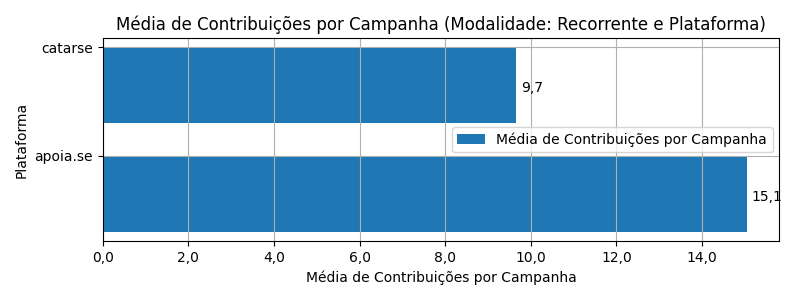 Média de Contribuições por Campanha (Modalidade: Recorrente e Plataforma)
catarse
9,7
Média de Contribuições por Campanha
apoia.se
15,1
Plataforma
0,0 2,0 4,0 6,0 8,0 10,0 12,0 14,0
Média de Contribuições por Campanha